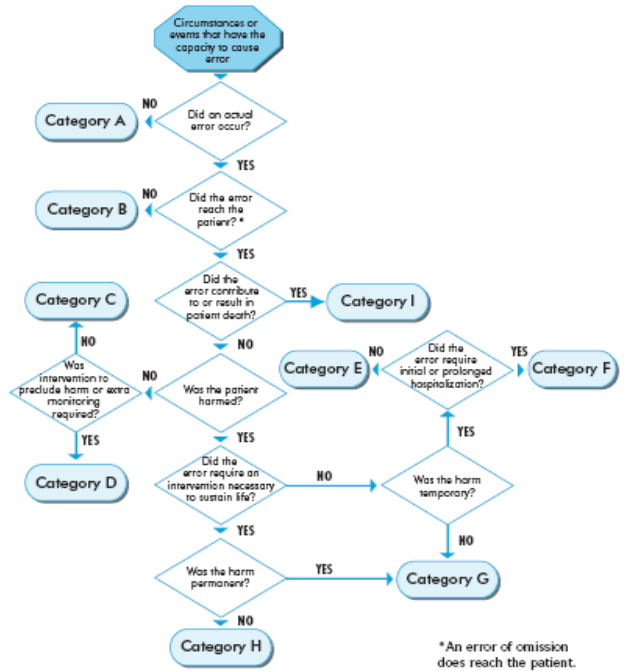 Circumstances or
events that have the
capacity to cause
error
NO
Category A
Did an actual
error occur?
YES
NO
Category B
Did the error
reach the
patient? *
YES
Category C
Did the
error contribute
to or result in
patient death?
YES
Category I
NO
NO
Was
intervention to
preclude harm or extra
monitoring
required?
NO
Was the patient
harmed?
Category E
NO
Did the
error require
initial or prolonged
hospitalization?
YES
Category F
YES
Category D
YES
Did the
error require an
intervention necessary
to sustain life?
NO
YES
Was the harm
temporary?
YES
NO
Was the harm
permanent?
YES
Category G
NO
Category H
*An error of omission
does reach the patient.